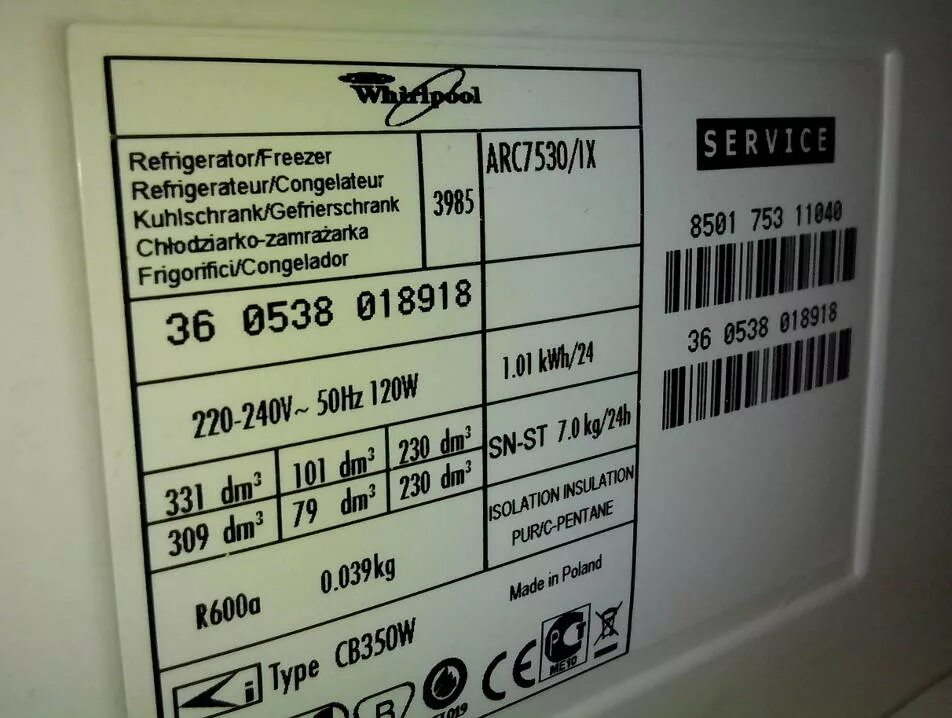 Whirlpool
Refrigerator/Freezer
Refrigerateur/Congelateur
Kuhlschrank/Gefrierschrank
Chłodziarko-zamrażarka
Frigorifici/Congelador
3985
ARC7530/IX
36 0538 018918
220-240V~ 50Hz 120W
1.01 kWh/24
331 dm³ 101 dm³ 230 dm³
309 dm³ 79 dm³ 230 dm³
SN-ST 7.0 kg/24h
ISOLATION INSULATION
PUR/C-PENTANE
R600a 0.039kg
Made in Poland
i Type CB350W
B
019
CE
PCT
ME10
SERVICE
8501 753 11040
36 0538 018918